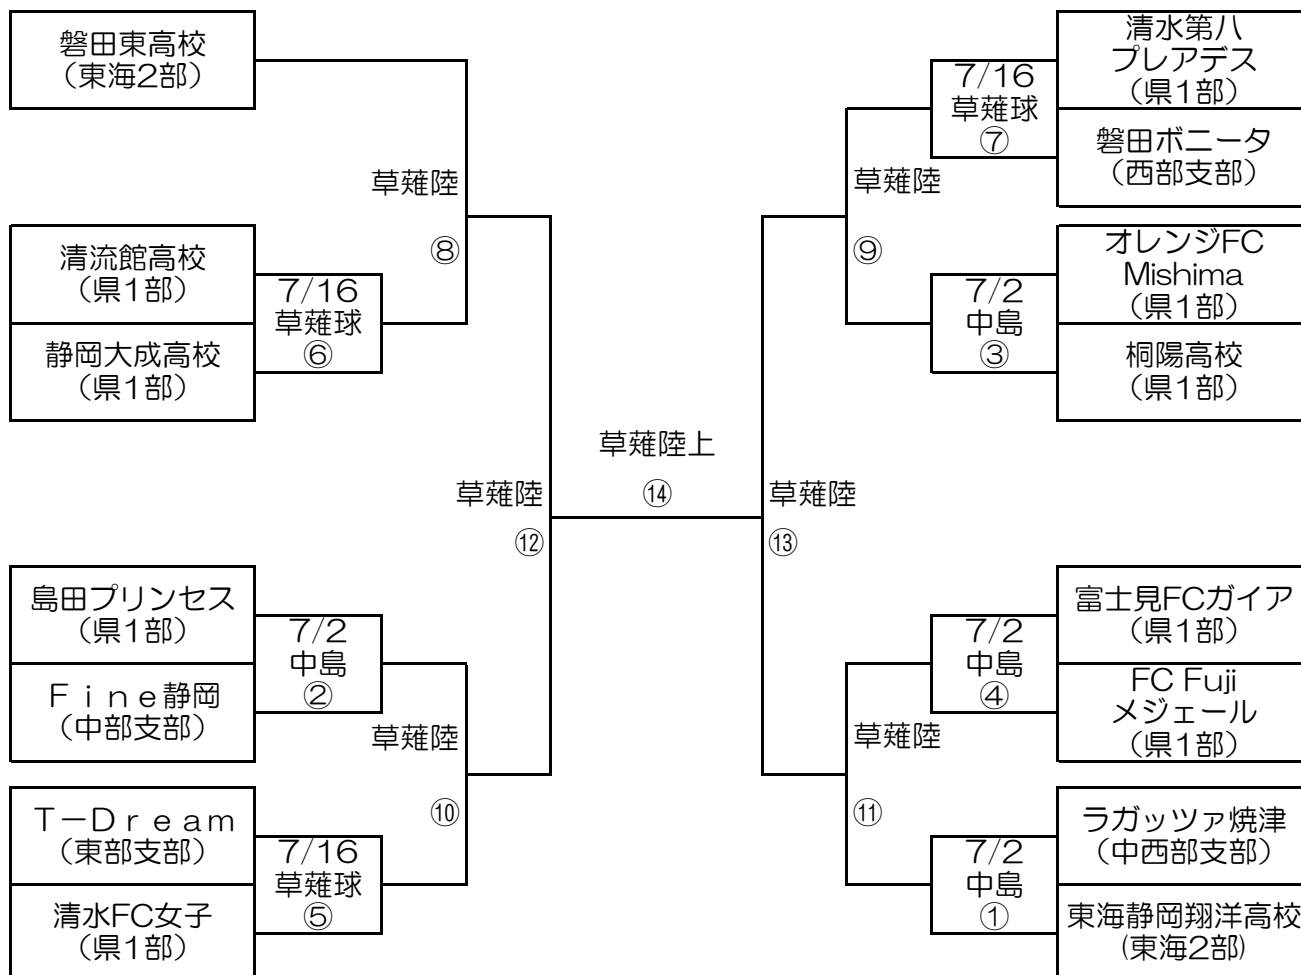 磐田東高校
（東海2部）
草薙陸
⑧
清流館高校
（県1部）
7/16
草薙球
⑥
静岡大成高校
（県1部）
草薙陸
⑫
島田プリンセス
（県1部）
7/2
中島
②
Ｆｉｎｅ静岡
（中部支部）
草薙陸
⑩
Ｔ－Ｄｒｅａｍ
（東部支部）
7/16
草薙球
⑤
清水FC女子
（県1部）
草薙陸上
⑭
清水第八
プレアデス
（県1部）
7/16
草薙球
⑦
磐田ボニータ
（西部支部）
草薙陸
⑨
オレンジFC
Mishima
（県1部）
7/2
中島
③
桐陽高校
（県1部）
草薙陸
⑬
富士見FCガイア
（県1部）
7/2
中島
④
FC Fuji
メジェール
（県1部）
草薙陸
⑪
ラガッツァ焼津
（中西部支部）
7/2
中島
①
東海静岡翔洋高校
(東海2部)